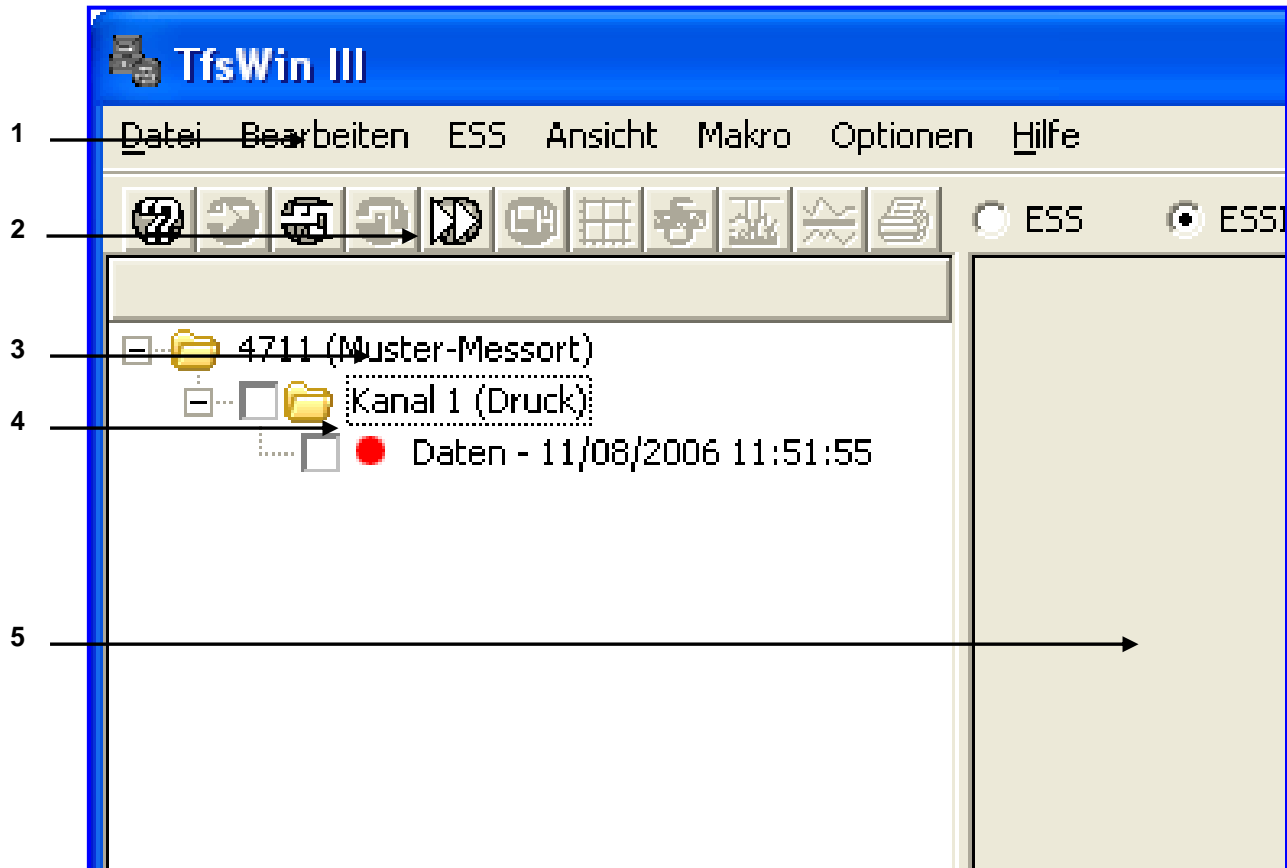 TfsWin III
1
Datei Bearbeiten ESS Ansicht Makro Optionen Hilfe
2
ESS ESSI
3
4711 (Muster-Messort)
Kanal 1 (Druck)
4
Daten - 11/08/2006 11:51:55
5